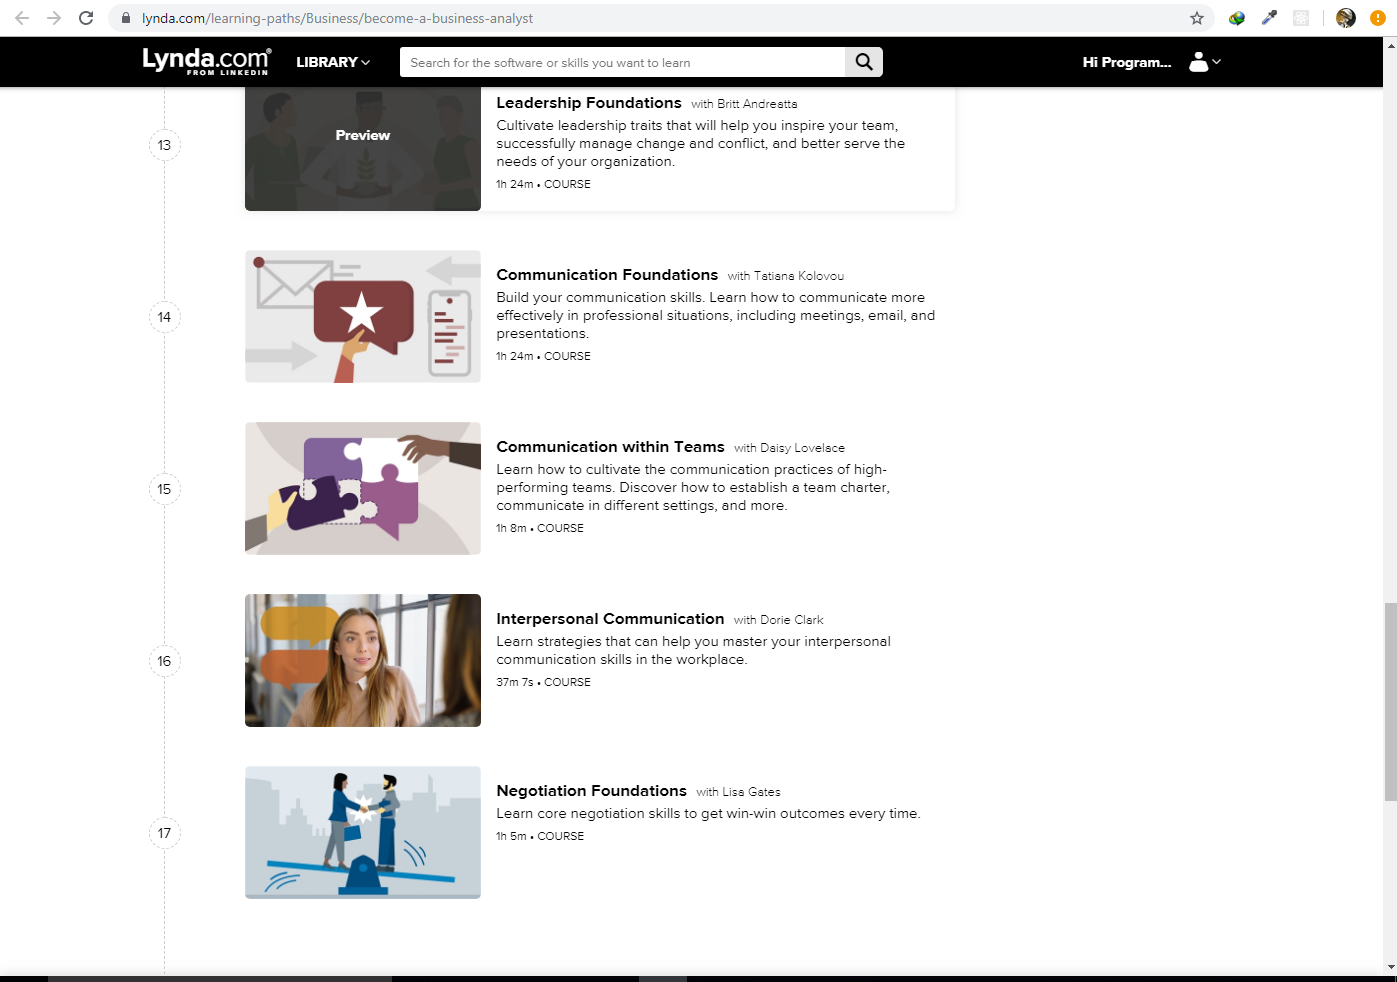 lynda.com/learning-paths/Business/become-a-business-analyst
Lynda.com®
FROM LINKEDIN
LIBRARY
Search for the software or skills you want to learn
Hi Program...
13
Preview
Leadership Foundations with Britt Andreatta
Cultivate leadership traits that will help you inspire your team,
successfully manage change and conflict, and better serve the
needs of your organization.
1h 24m • COURSE
14
Communication Foundations with Tatiana Kolovou
Build your communication skills. Learn how to communicate more
effectively in professional situations, including meetings, email, and
presentations.
1h 24m • COURSE
15
Communication within Teams with Daisy Lovelace
Learn how to cultivate the communication practices of high-
performing teams. Discover how to establish a team charter,
communicate in different settings, and more.
1h 8m • COURSE
16
Interpersonal Communication with Dorie Clark
Learn strategies that can help you master your interpersonal
communication skills in the workplace.
37m 7s • COURSE
17
Negotiation Foundations with Lisa Gates
Learn core negotiation skills to get win-win outcomes every time.
1h 5m • COURSE